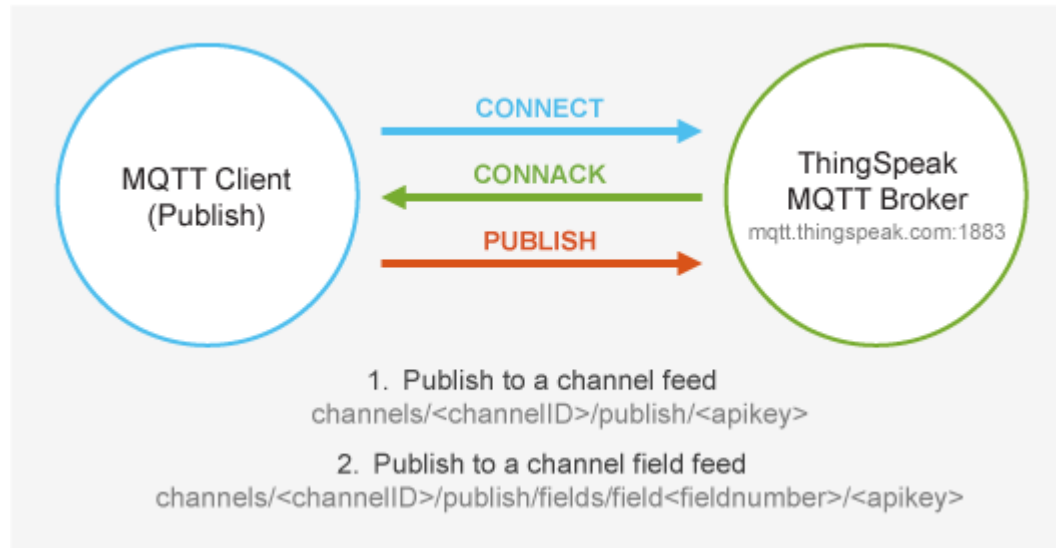 CONNECT
MQTT Client
(Publish)
CONNACK
PUBLISH
ThingSpeak
MQTT Broker
mqtt.thingspeak.com:1883
1. Publish to a channel feed
channels/<channelID>/publish/<apikey>
2. Publish to a channel field feed
channels/<channelID>/publish/fields/field<fieldnumber>/<apikey>